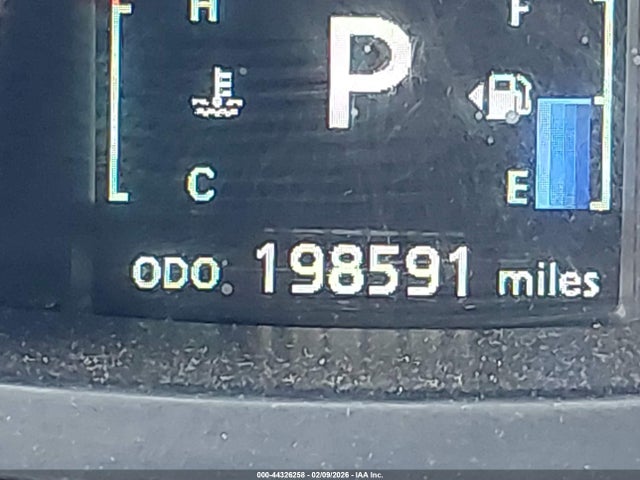 H P F
E
C E
ODO 198591 miles
000-44326258 - 02/09/2026 - IAA Inc.